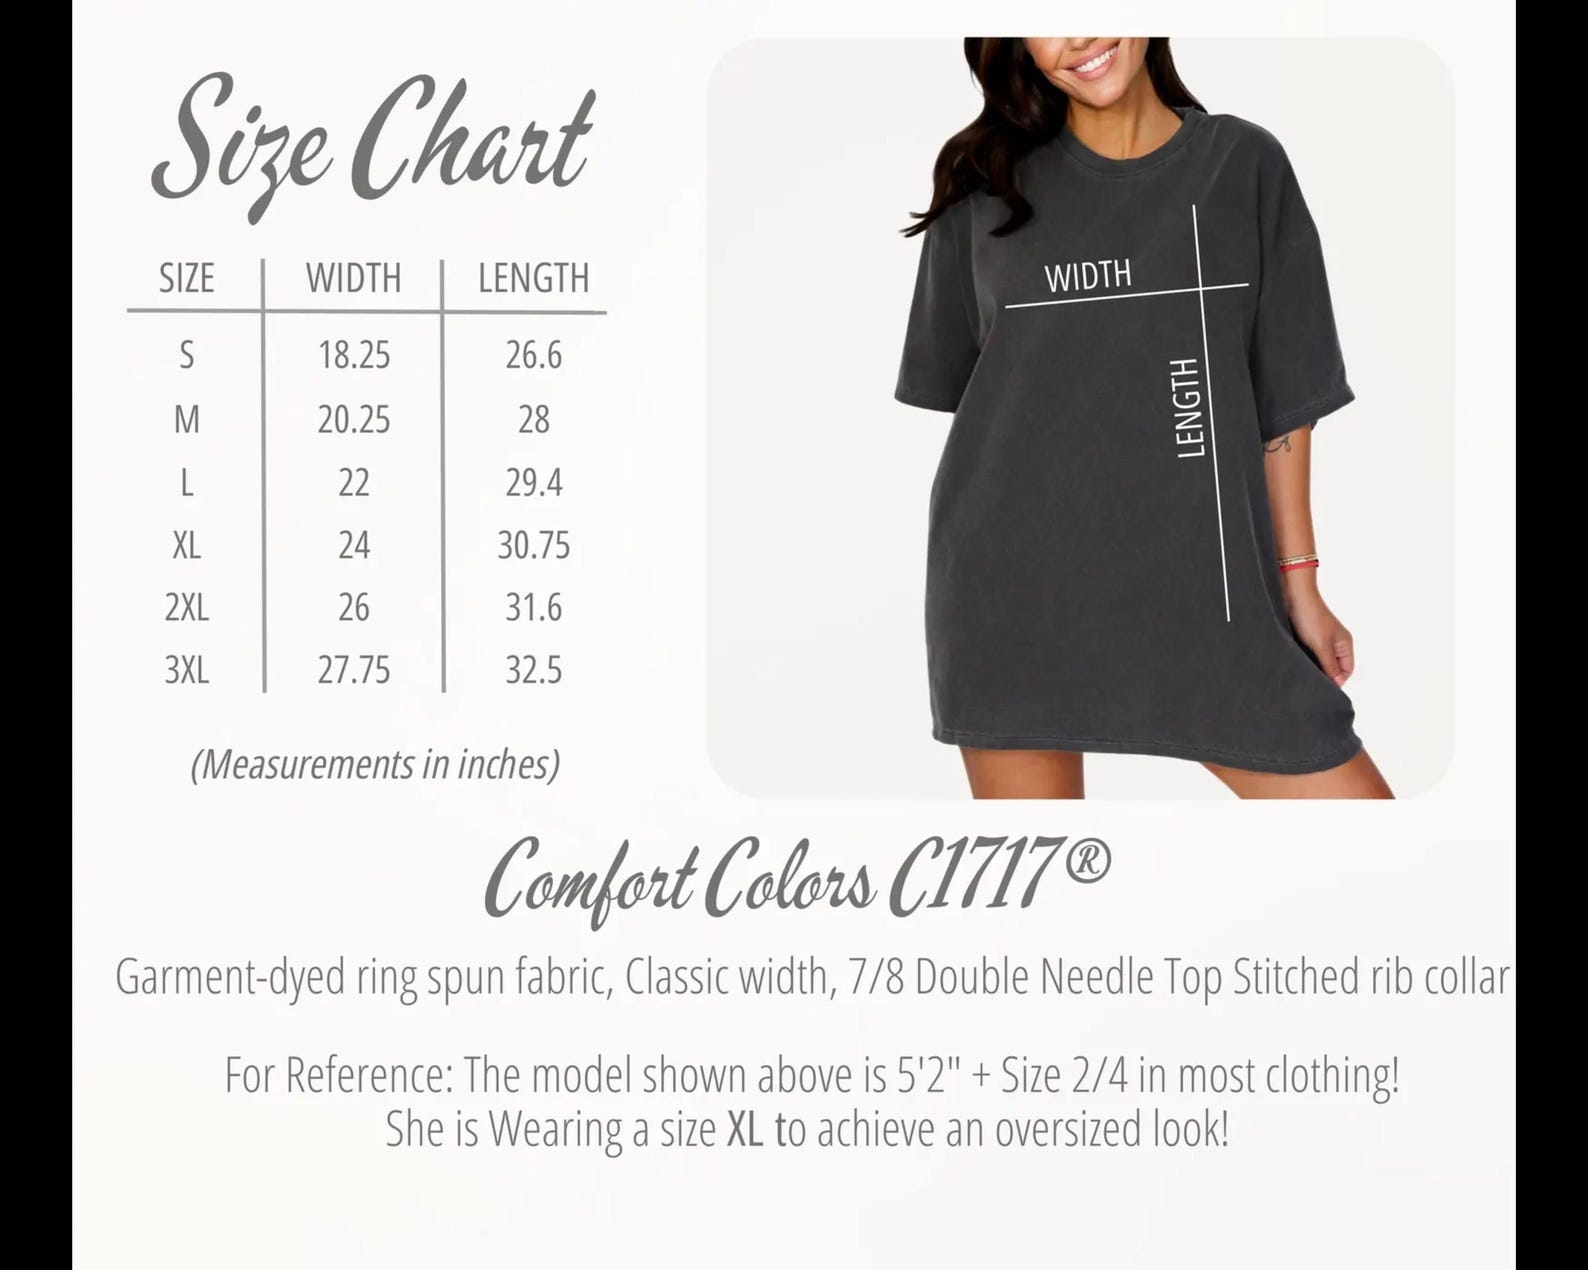 Size Chart
SIZE WIDTH LENGTH
S 18.25 26.6
M 20.25 28
L 22 29.4
XL 24 30.75
2XL 26 31.6
3XL 27.75 32.5
(Measurements in inches)
WIDTH
LENGTH
Comfort Colors C1717®
Garment-dyed ring spun fabric, Classic width, 7/8 Double Needle Top Stitched rib collar
For Reference: The model shown above is 5'2" + Size 2/4 in most clothing!
She is Wearing a size XL to achieve an oversized look!